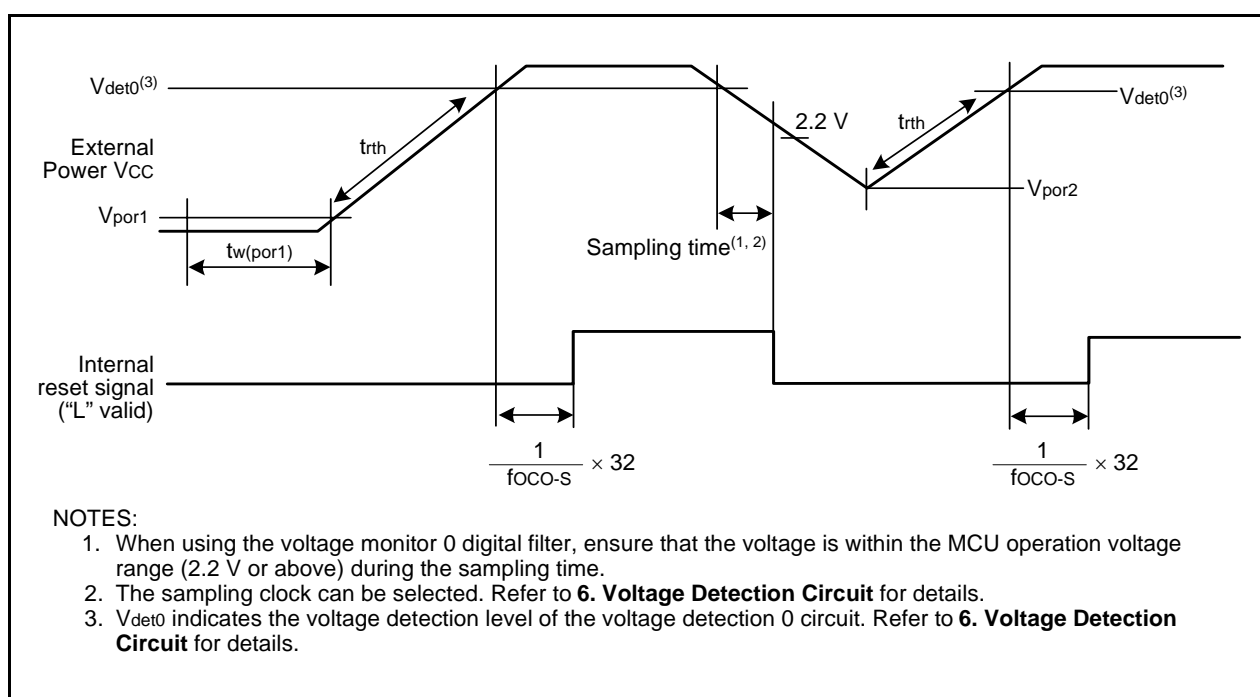 Vdet0(3)
2.2 V
Vdet0(3)
trth
trth
External
Power VCC
Vpor1
Vpor2
tw(por1)
Sampling time(1, 2)
Internal
reset signal
(“L” valid)
1
fOCO-S
× 32
1
fOCO-S
× 32
NOTES:
1. When using the voltage monitor 0 digital filter, ensure that the voltage is within the MCU operation voltage
range (2.2 V or above) during the sampling time.
2. The sampling clock can be selected. Refer to 6. Voltage Detection Circuit for details.
3. Vdet0 indicates the voltage detection level of the voltage detection 0 circuit. Refer to 6. Voltage Detection
Circuit for details.